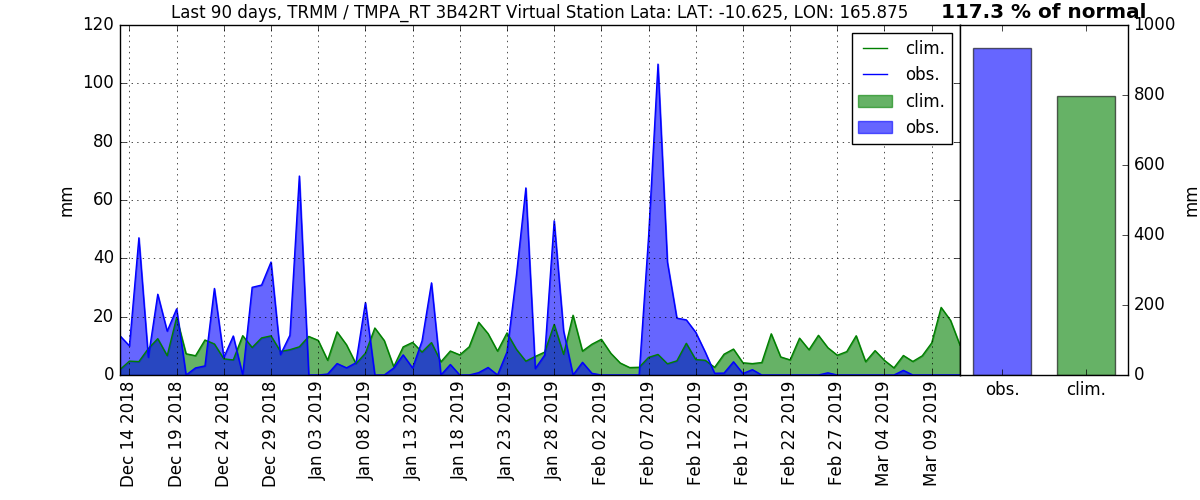 Last 90 days, TRMM / TMPA_RT 3B42RT Virtual Station Lata: LAT: -10.625, LON: 165.875
117.3 % of normal
clim.
obs.
clim.
obs.
mm
120
100
80
60
40
20
0
Dec 14 2018
Dec 19 2018
Dec 24 2018
Dec 29 2018
Jan 03 2019
Jan 08 2019
Jan 13 2019
Jan 18 2019
Jan 23 2019
Jan 28 2019
Feb 02 2019
Feb 07 2019
Feb 12 2019
Feb 17 2019
Feb 22 2019
Feb 27 2019
Mar 04 2019
Mar 09 2019
1000
800
600
400
200
0
mm
obs.
clim.